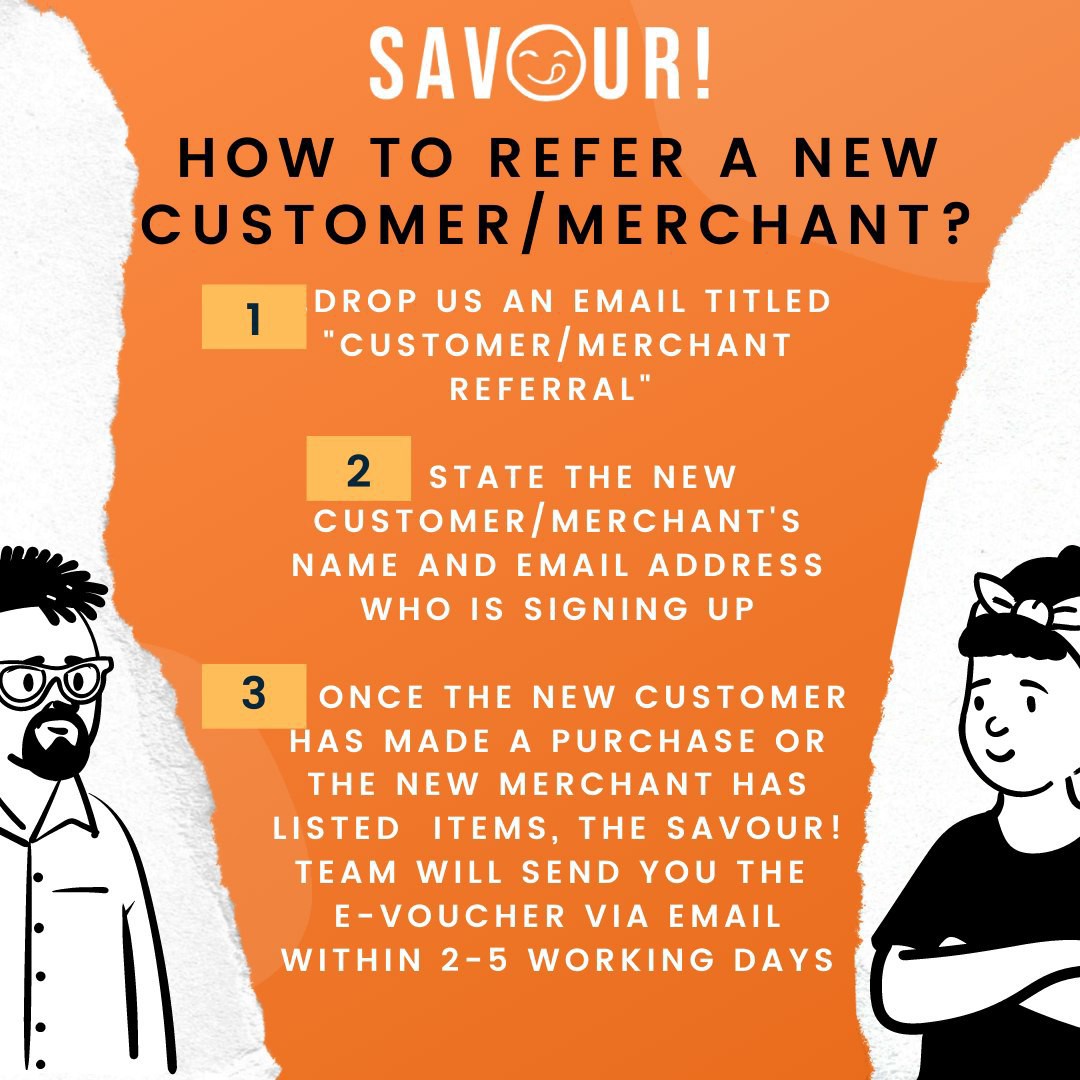 SAVOUR!
HOW TO REFER A NEW
CUSTOMER/MERCHANT?
1 DROP US AN EMAIL TITLED
"CUSTOMER/MERCHANT
REFERRAL"
2 STATE THE NEW
CUSTOMER/MERCHANT'S
NAME AND EMAIL ADDRESS
WHO IS SIGNING UP
3 ONCE THE NEW CUSTOMER
HAS MADE A PURCHASE OR
THE NEW MERCHANT HAS
LISTED ITEMS, THE SAVOUR!
TEAM WILL SEND YOU THE
E-VOUCHER VIA EMAIL
WITHIN 2-5 WORKING DAYS